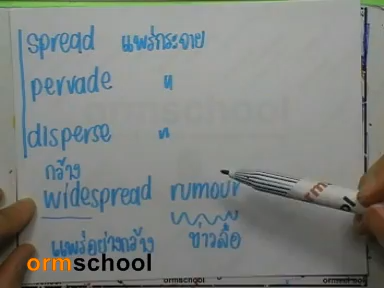 spread แพร่กระจาย
pervade "
disperse "
กว้าง
widespread rumour
แพร่อย่างกว้าง ข่าวลือ
ormschool
ormschool